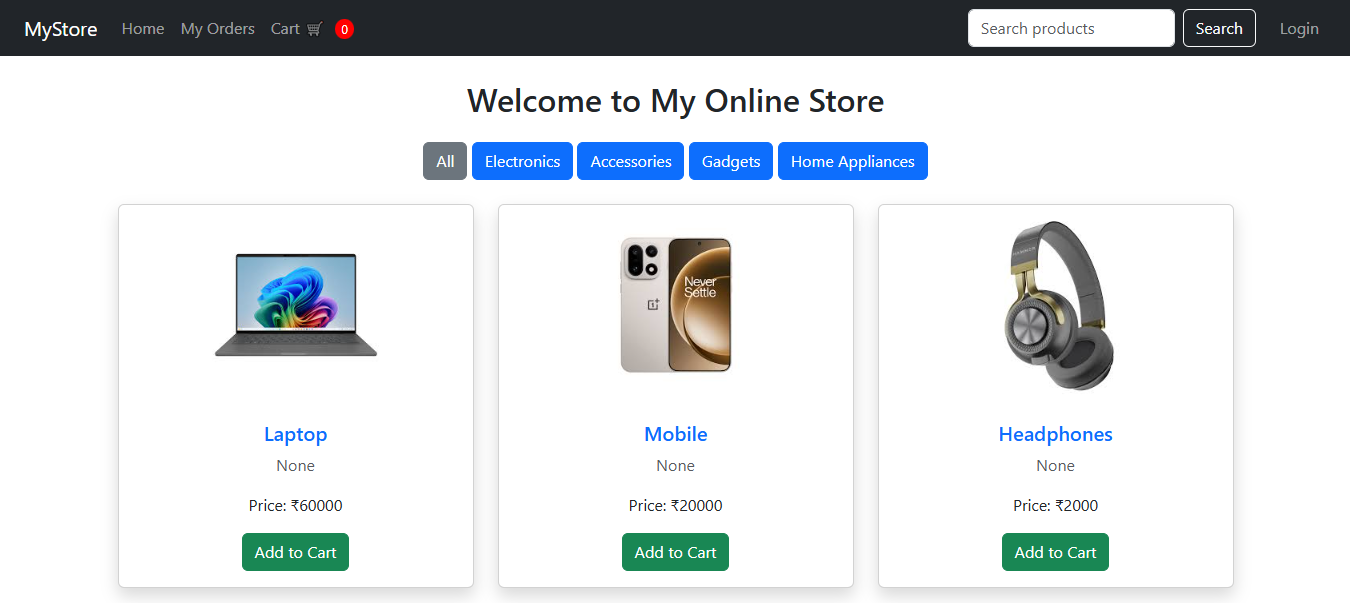 MyStore Home My Orders Cart 🛒 0 Search products Search Login
Welcome to My Online Store
All Electronics Accessories Gadgets Home Appliances
Never
Settle
Laptop Mobile Headphones
None None None
Price: ₹60000 Price: ₹20000 Price: ₹2000
Add to Cart Add to Cart Add to Cart